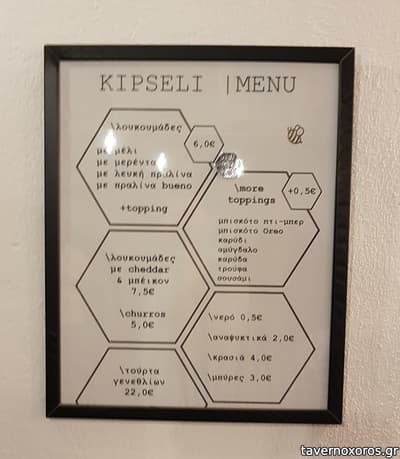 KIPSELI |MENU
\λουκουμάδες
6,0€
με μέλι
με μερέντα
με λευκή πραλίνα
με πραλίνα bueno
+topping
\more
toppings
+0,5€
μπισκότο πτι-μπερ
μπισκότο Oreo
καρύδι
αμύγδαλο
καρύδα
τρούφα
σουσάμι
\λουκουμάδες
με cheddar
& μπέικον
7,5€
\churros
5,0€
\νερό 0,5€
\αναψυκτικά 2,0€
\κρασιά 4,0€
\μπύρες 3,0€
\τούρτα
γενεθλίων
22,0€
tavernoxoros.gr